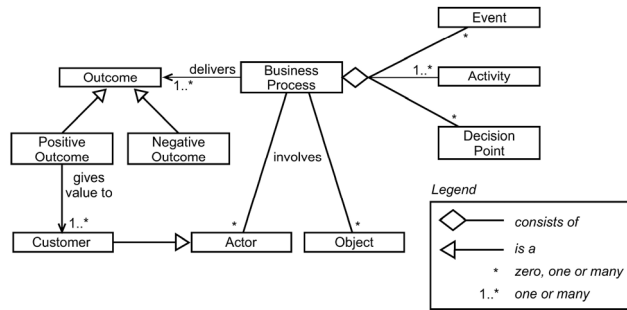 Event
*
Outcome
delivers
1..*
Business
Process
1..*
Activity
*
Decision
Point
Positive
Outcome
Negative
Outcome
involves
gives
value to
1..*
*
*
Customer
Actor
Object
Legend
consists of
is a
* zero, one or many
1..* one or many